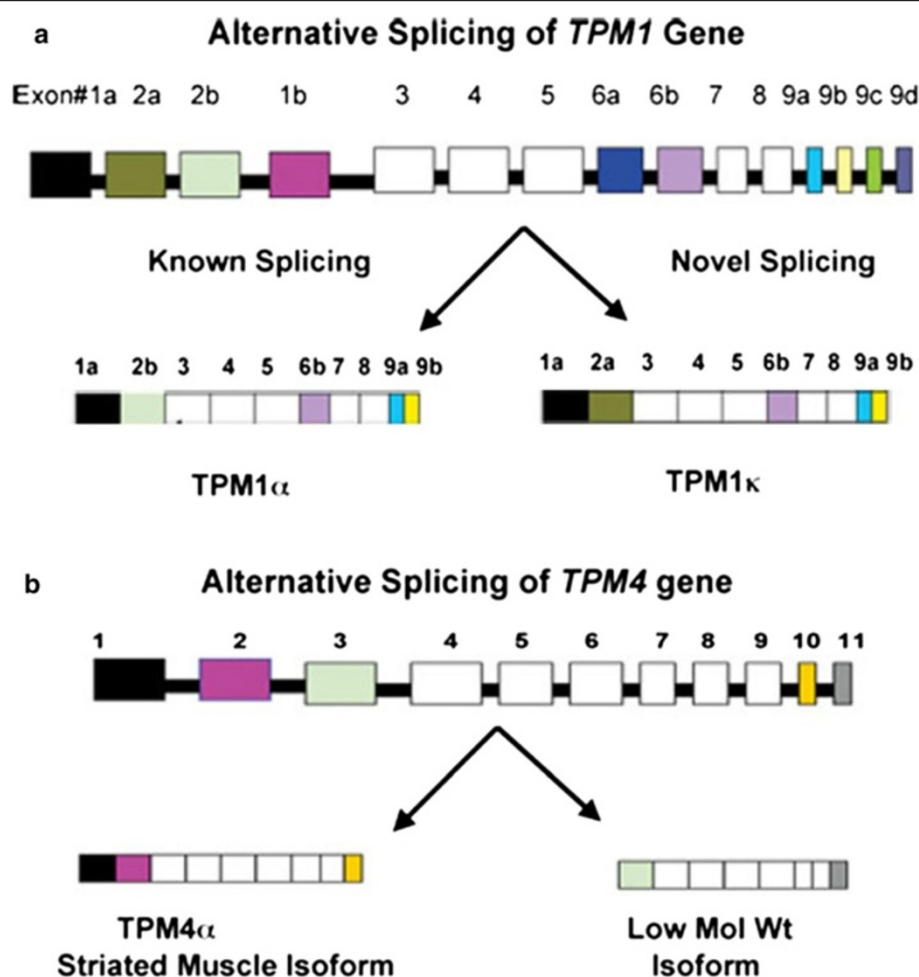 a
Alternative Splicing of TPM1 Gene
Exon#1a 2a 2b 1b 3 4 5 6a 6b 7 8 9a 9b 9c 9d
Known Splicing Novel Splicing
1a 2b 3 4 5 6b 7 8 9a 9b
1a 2a 3 4 5 6b 7 8 9a 9b
TPM1α
TPM1κ
b
Alternative Splicing of TPM4 gene
1 2 3 4 5 6 7 8 9 10 11
TPM4α
Striated Muscle Isoform
Low Mol Wt
Isoform